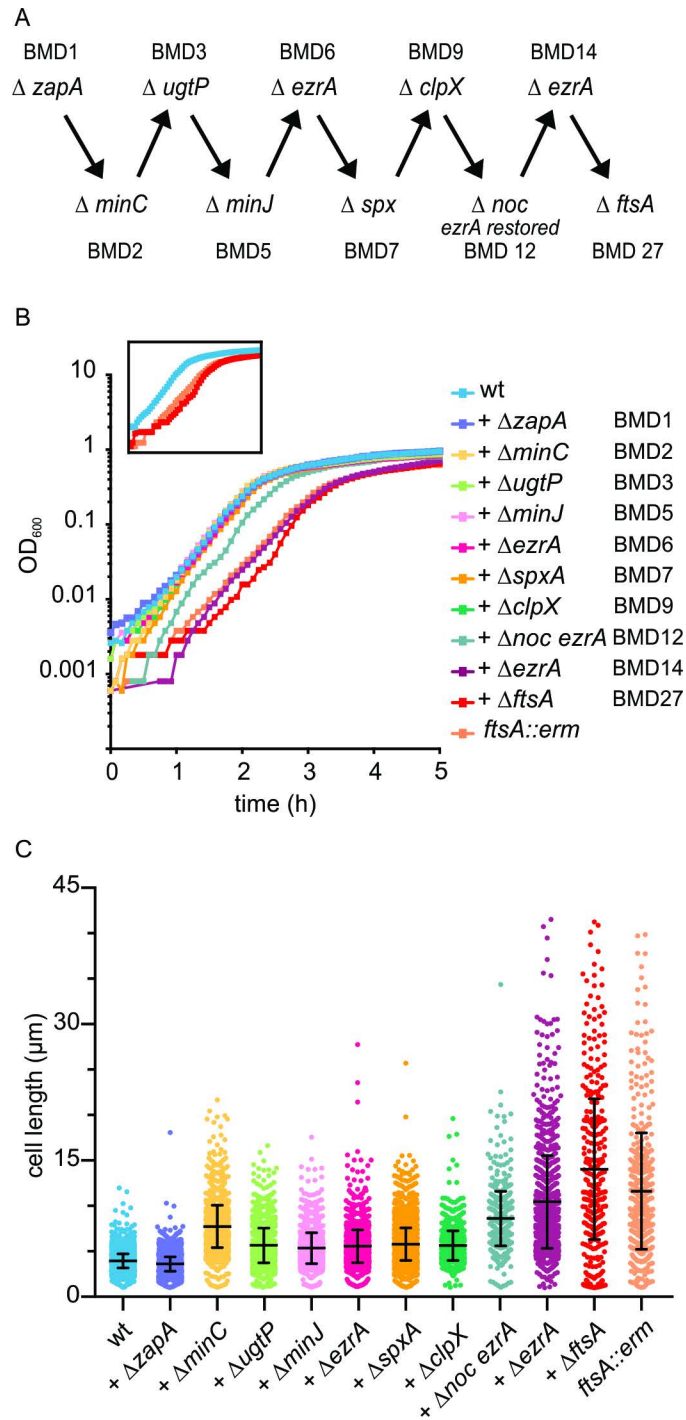 A
BMD1 BMD3 BMD6 BMD9 BMD14
Δ zapA Δ ugtP Δ ezrA Δ clpX Δ ezrA
Δ minC Δ minJ Δ spx Δ noc Δ ftsA
ezrA restored
BMD2 BMD5 BMD7 BMD 12 BMD 27
B
10
1
0.1
0.01
0.001
OD600
0 1 2 3 4 5
time (h)
wt
+ ΔzapA BMD1
+ ΔminC BMD2
+ ΔugtP BMD3
+ ΔminJ BMD5
+ ΔezrA BMD6
+ ΔspxA BMD7
+ ΔclpX BMD9
+ Δnoc ezrA BMD12
+ ΔezrA BMD14
+ ΔftsA BMD27
ftsA::erm
C
45
30
15
0
cell length (µm)
wt
+ ΔzapA
+ ΔminC
+ ΔugtP
+ ΔminJ
+ ΔezrA
+ ΔspxA
+ ΔclpX
+ Δnoc ezrA
+ ΔezrA
+ ΔftsA
ftsA::erm